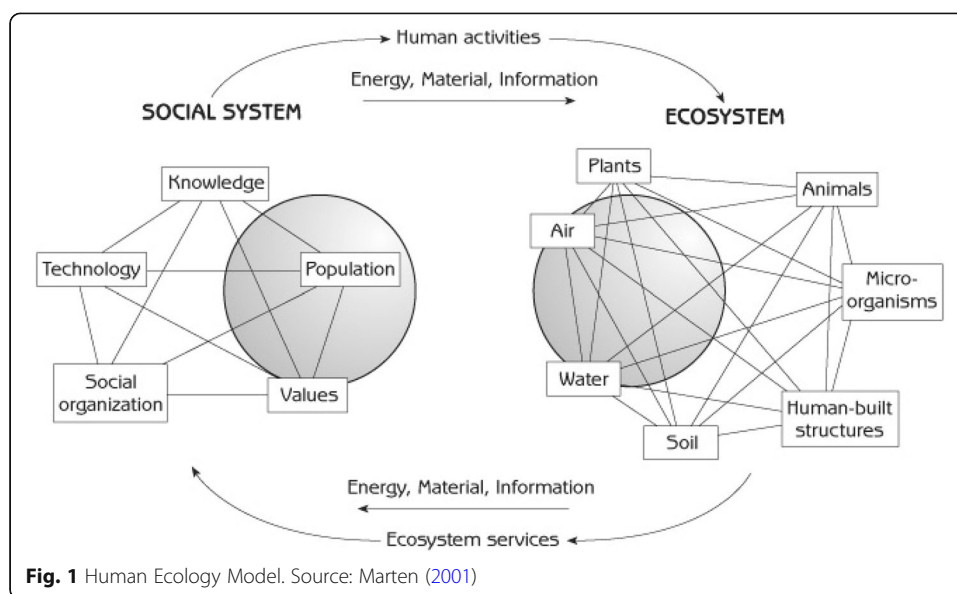 Human activities
Energy, Material, Information
SOCIAL SYSTEM
ECOSYSTEM
Knowledge
Technology
Population
Social
organization
Values
Plants
Animals
Air
Micro-
organisms
Water
Human-built
structures
Soil
Energy, Material, Information
Ecosystem services
Fig. 1 Human Ecology Model. Source: Marten (2001)